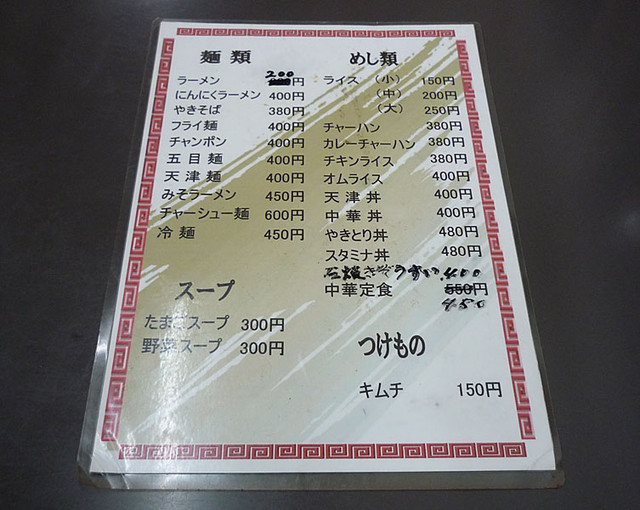 麺類
ラーメン 200円
にんにくラーメン 400円
やきそば 380円
フライ麺 400円
チャンポン 400円
五目麺 400円
天津麺 400円
みそラーメン 450円
チャーシュー麺 600円
冷麺 450円
スープ
たまごスープ 300円
野菜スープ 300円
めし類
ライス (小) 150円
(中) 200円
(大) 250円
チャーハン 380円
カレーチャーハン 380円
チキンライス 380円
オムライス 400円
天津丼 400円
中華丼 400円
やきとり丼 480円
スタミナ丼 480円
石焼きぞうすい 400
中華定食 550円
450
つけもの
キムチ 150円